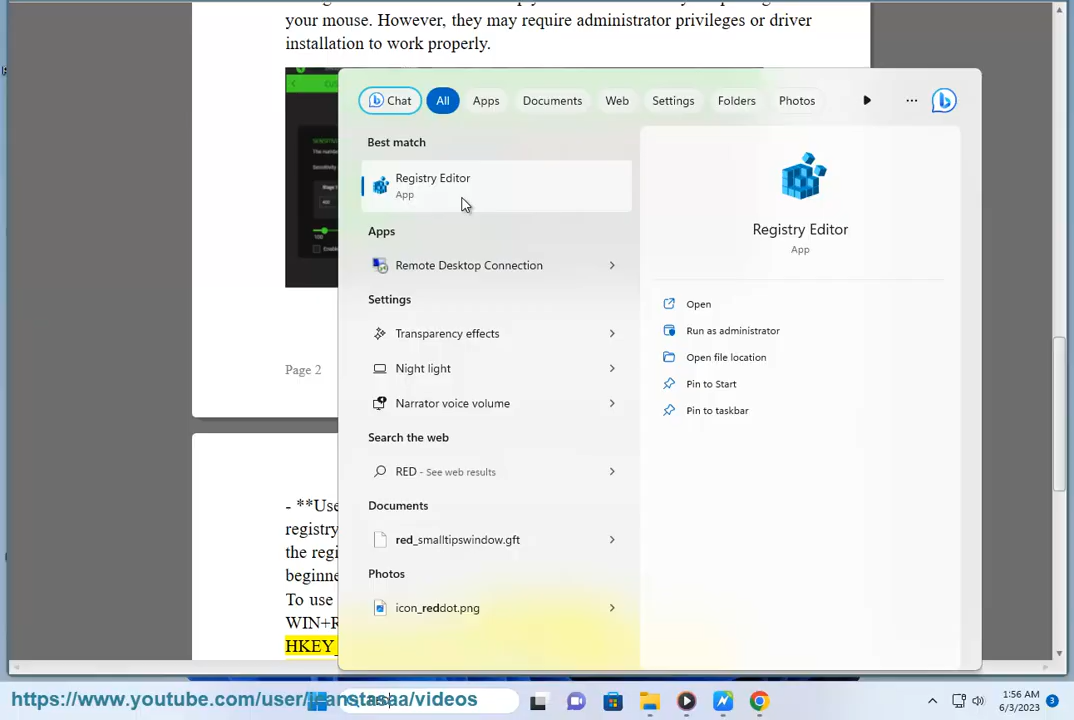 your mouse. However, they may require administrator privileges or driver
installation to work properly.
Chat
All
Apps
Documents
Web
Settings
Folders
Photos
Best match
Registry Editor
App
Apps
Remote Desktop Connection
Settings
Transparency effects
Night light
Narrator voice volume
Search the web
RED - See web results
Documents
red_smalltipswindow.gft
Photos
icon_reddot.png
Registry Editor
App
Open
Run as administrator
Open file location
Pin to Start
Pin to taskbar
Page 2
- **Use
registry
the regi
beginne
To use
WIN+R
HKEY_
https://www.youtube.com/user/jeanstasaa/videos
1:56 AM
6/3/2023
3